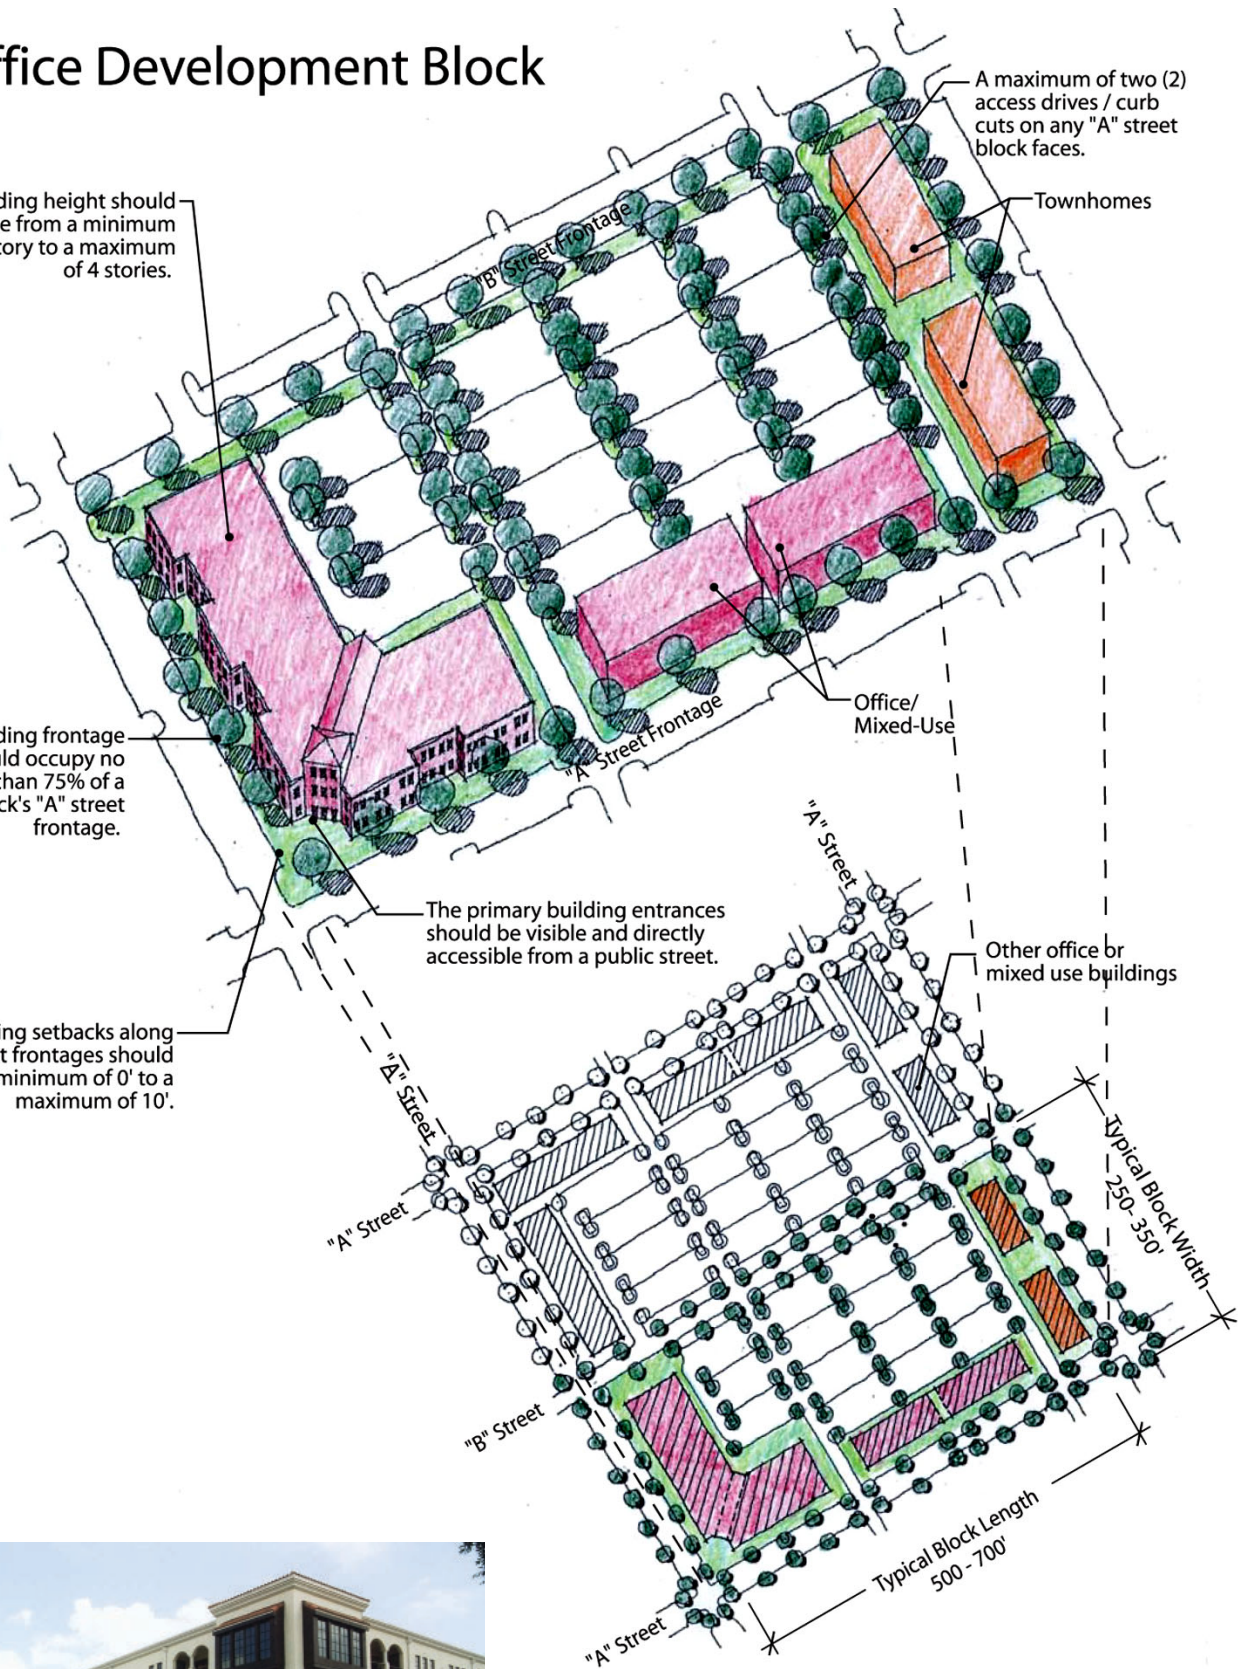 ffice Development Block
A maximum of two (2)
access drives / curb
cuts on any "A" street
block faces.
ding height should
e from a minimum
tory to a maximum
of 4 stories.
Townhomes
"B" Street Frontage
Office/
Mixed-Use
"A" Street Frontage
ding frontage
uld occupy no
than 75% of a
ck's "A" street
frontage.
"A" Street
The primary building entrances
should be visible and directly
accessible from a public street.
Other office or
mixed use buildings
ing setbacks along
t frontages should
minimum of 0' to a
maximum of 10'.
"A" Street
"A" Street
Typical Block Width
250-350'
"B" Street
Typical Block Length
500 - 700'
"A" Street